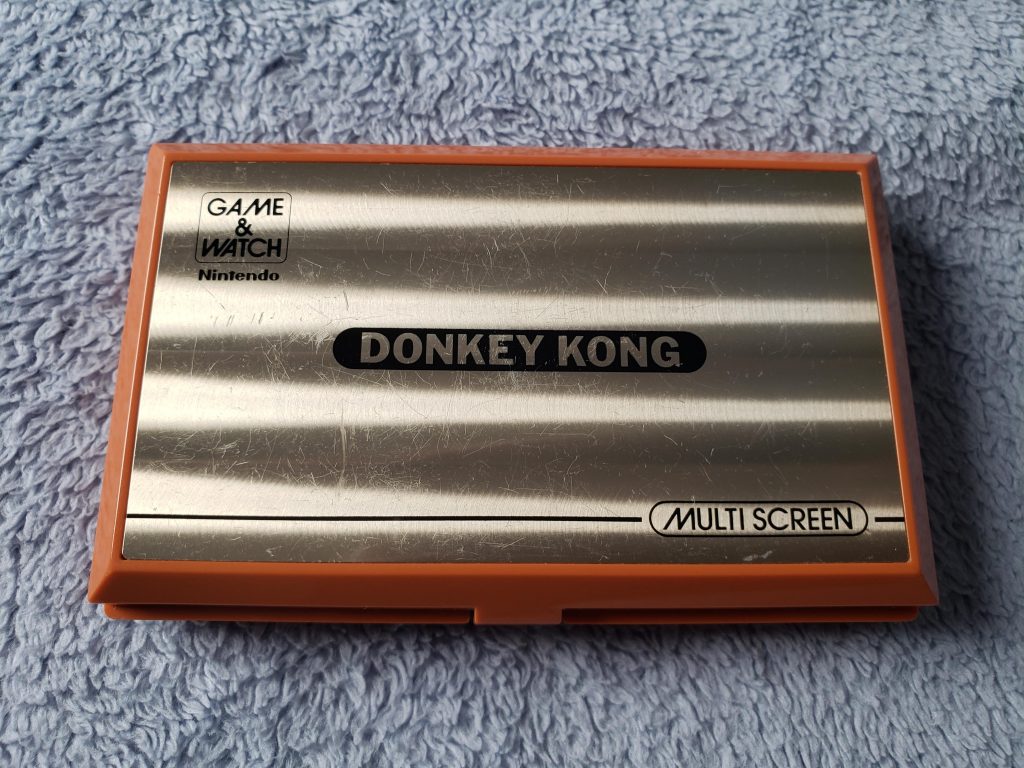 GAME
&
WATCH
Nintendo
DONKEY KONG
MULTI SCREEN